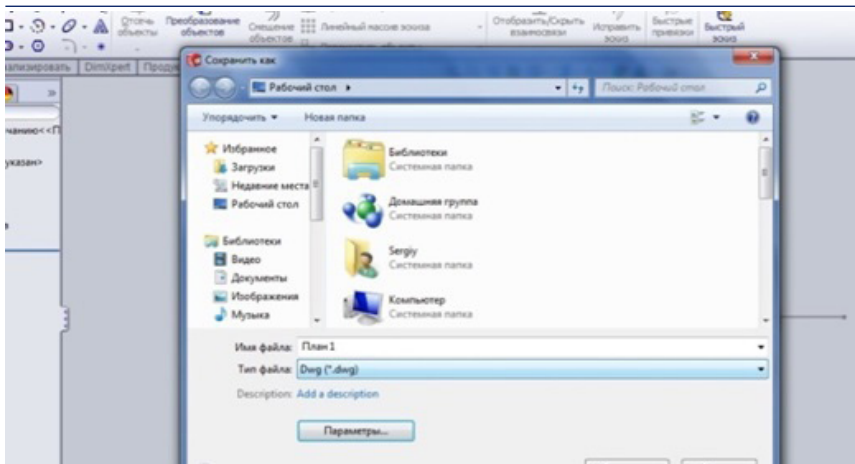 Отсечь объекты
Преобразование объектов
Смещение объектов
Линейный массив эскиза
Отобразить/Скрыть взаимосвязи
Исправить эскиз
Быстрые привязки
Быстрый эскиз
DimXpert
Сохранить как
Рабочий стол
Поиск: Рабочий стол
Упорядочить
Новая папка
Избранное
Загрузки
Недавние места
Рабочий стол
Библиотеки
Видео
Документы
Изображения
Музыка
Библиотеки
Системная папка
Домашняя группа
Системная папка
Sergiy
Системная папка
Компьютер
Системная папка
Имя файла: План1
Тип файла: Dwg (*.dwg)
Description: Add a description
Параметры...